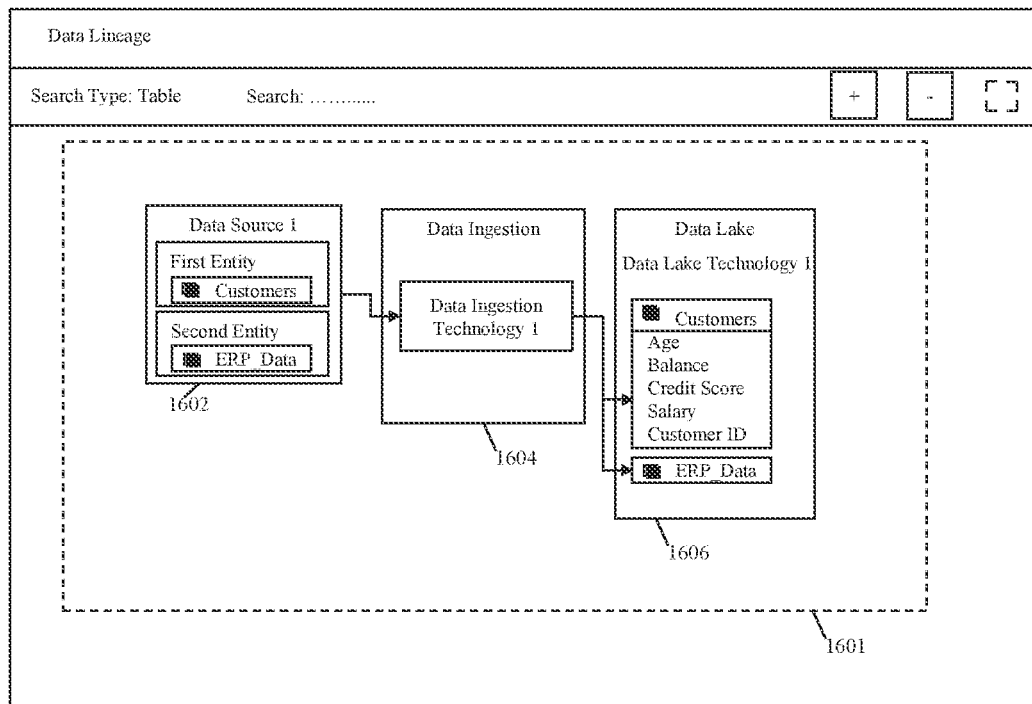 Data Lineage
Search Type: Table
Search: ...........
+
-
Data Source 1
First Entity
Customers
Second Entity
ERP_Data
1602
Data Ingestion
Data Ingestion
Technology 1
1604
Data Lake
Data Lake Technology 1
Customers
Age
Balance
Credit Score
Salary
Customer ID
ERP_Data
1606
1601